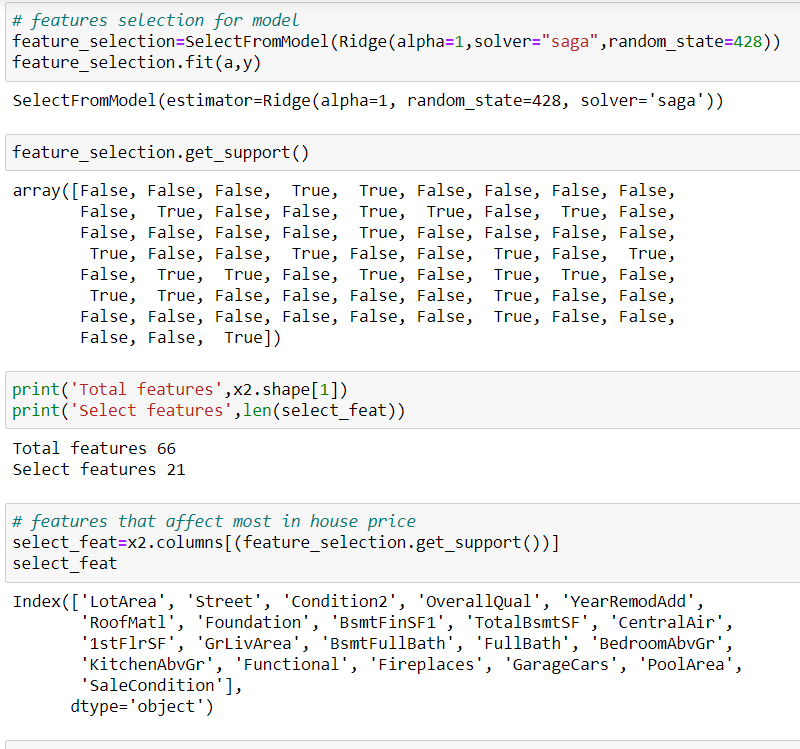 # features selection for model
feature_selection=SelectFromModel(Ridge(alpha=1,solver="saga",random_state=428))
feature_selection.fit(a,y)
SelectFromModel(estimator=Ridge(alpha=1, random_state=428, solver='saga'))
feature_selection.get_support()
array([False, False, False,  True,  True, False, False, False, False,
       False,  True, False, False,  True,  True, False,  True, False,
       False, False, False, False,  True, False, False, False, False,
        True, False, False,  True, False, False,  True, False,  True,
       False,  True,  True, False,  True, False,  True,  True, False,
        True,  True, False, False, False, False,  True, False, False,
       False, False, False, False, False, False,  True, False, False,
       False, False,  True])
print('Total features',x2.shape[1])
print('Select features',len(select_feat))
Total features 66
Select features 21
# features that affect most in house price
select_feat=x2.columns[(feature_selection.get_support())]
select_feat
Index(['LotArea', 'Street', 'Condition2', 'OverallQual', 'YearRemodAdd',
       'RoofMatl', 'Foundation', 'BsmtFinSF1', 'TotalBsmtSF', 'CentralAir',
       '1stFlrSF', 'GrLivArea', 'BsmtFullBath', 'FullBath', 'BedroomAbvGr',
       'KitchenAbvGr', 'Functional', 'Fireplaces', 'GarageCars', 'PoolArea',
       'SaleCondition'],
      dtype='object')